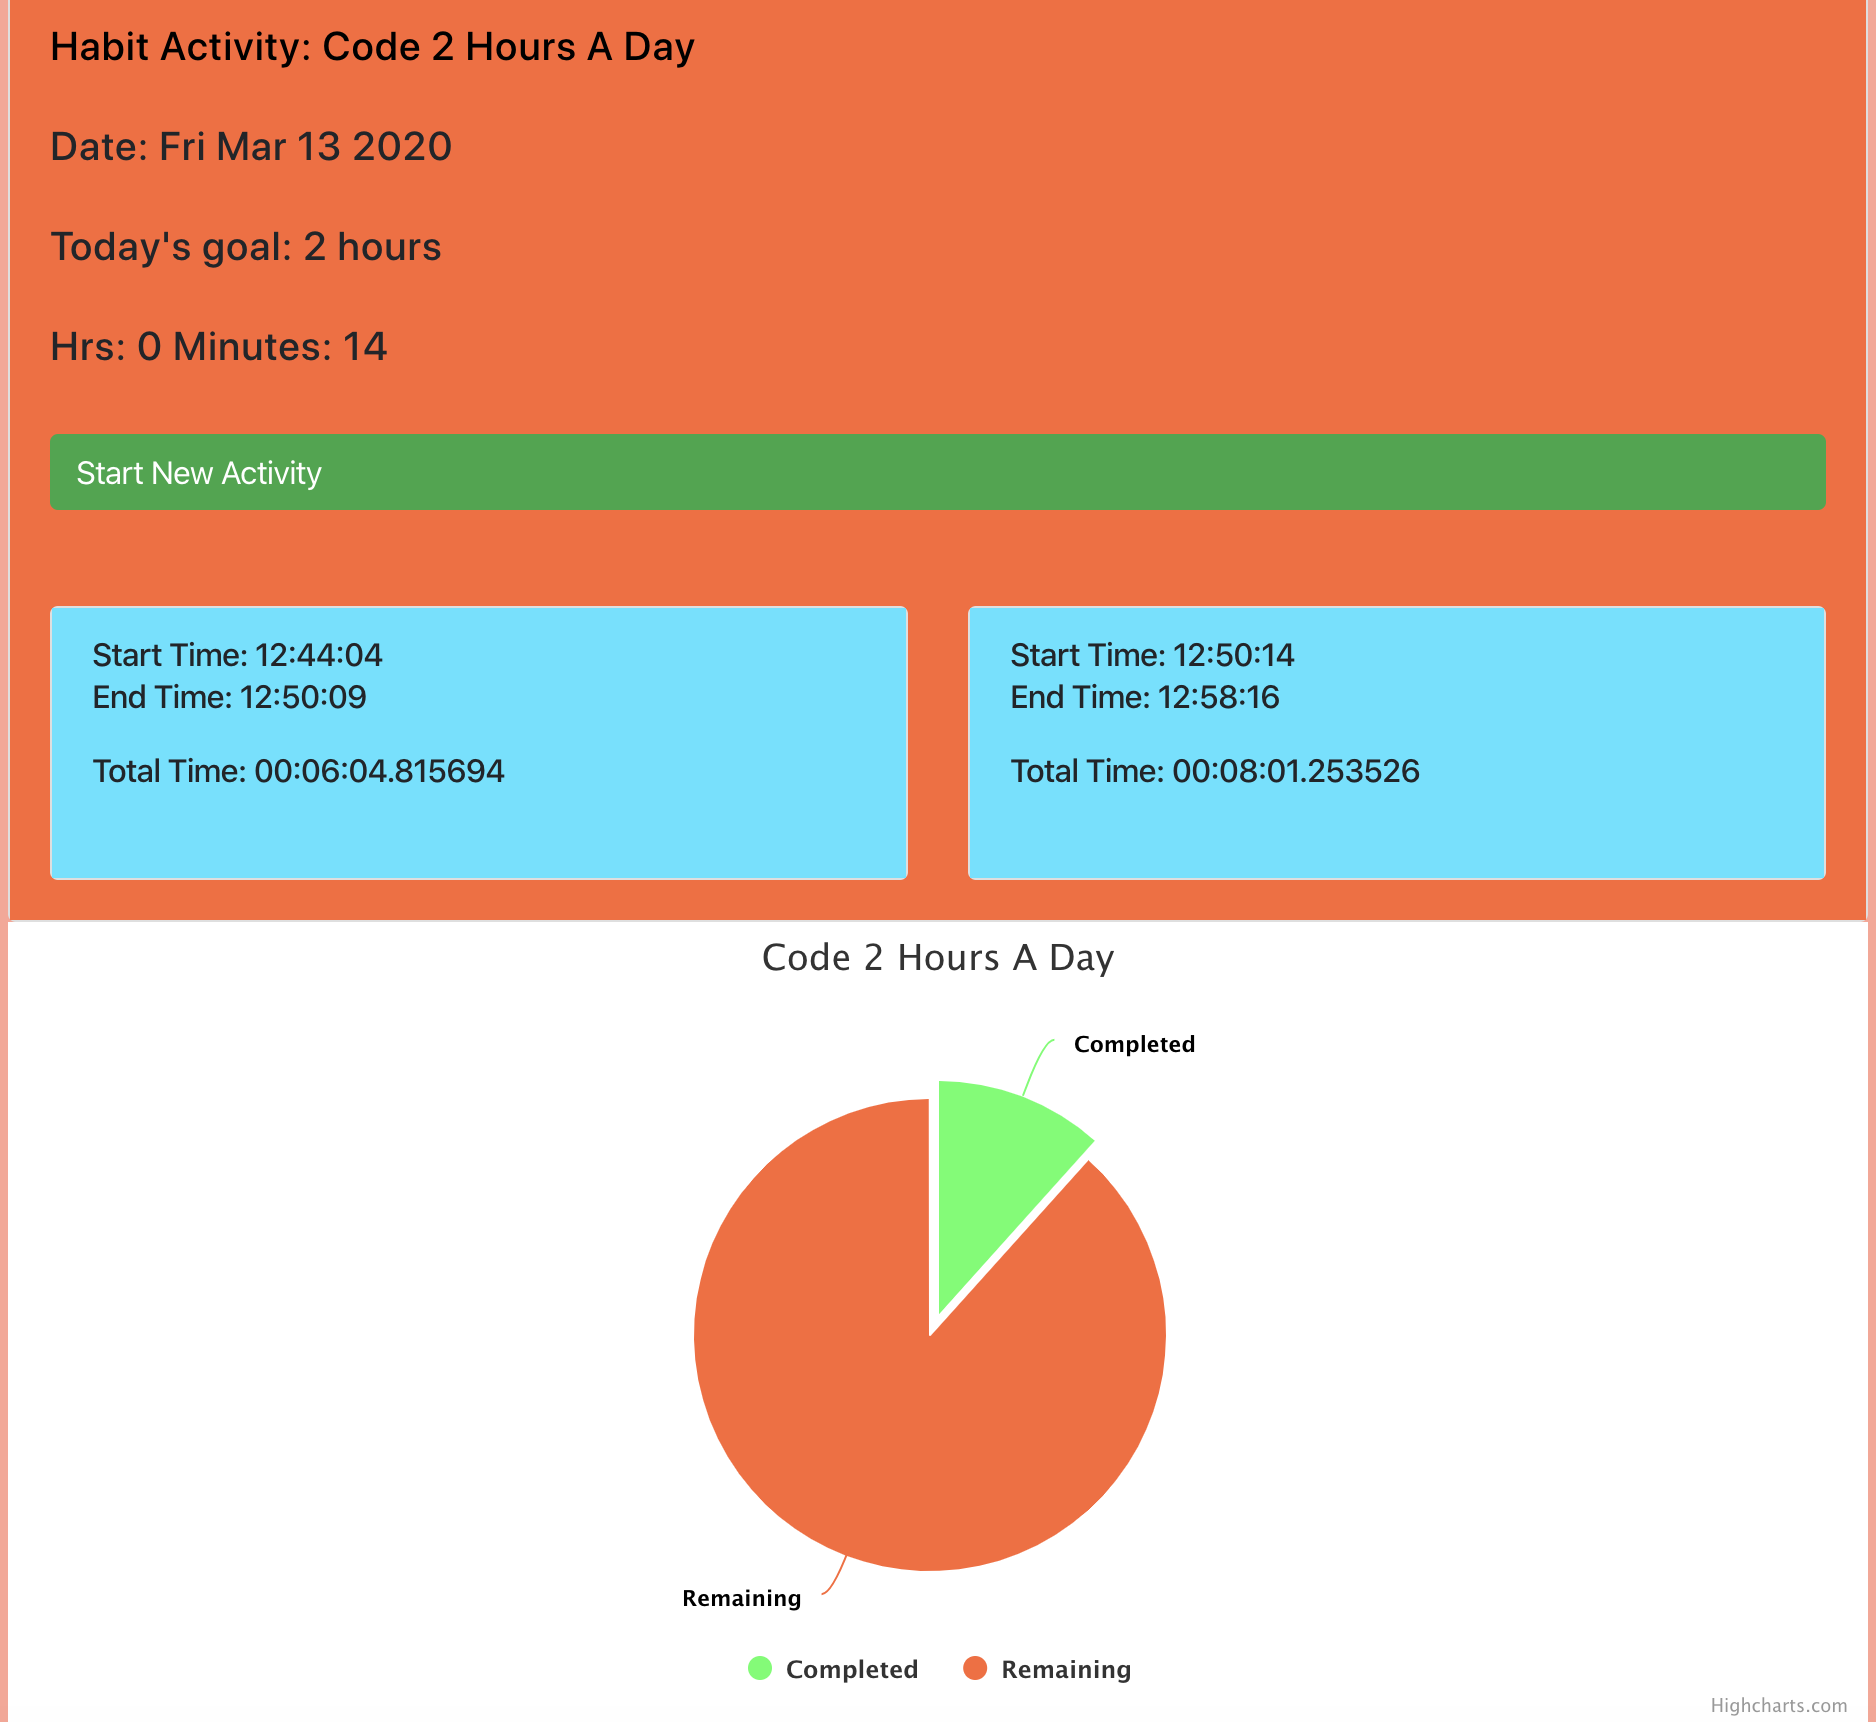 Habit Activity: Code 2 Hours A Day
Date: Fri Mar 13 2020
Today's goal: 2 hours
Hrs: 0 Minutes: 14
Start New Activity
Start Time: 12:44:04
End Time: 12:50:09
Total Time: 00:06:04.815694
Start Time: 12:50:14
End Time: 12:58:16
Total Time: 00:08:01.253526
Code 2 Hours A Day
Completed
Remaining
Completed
Remaining
Highcharts.com